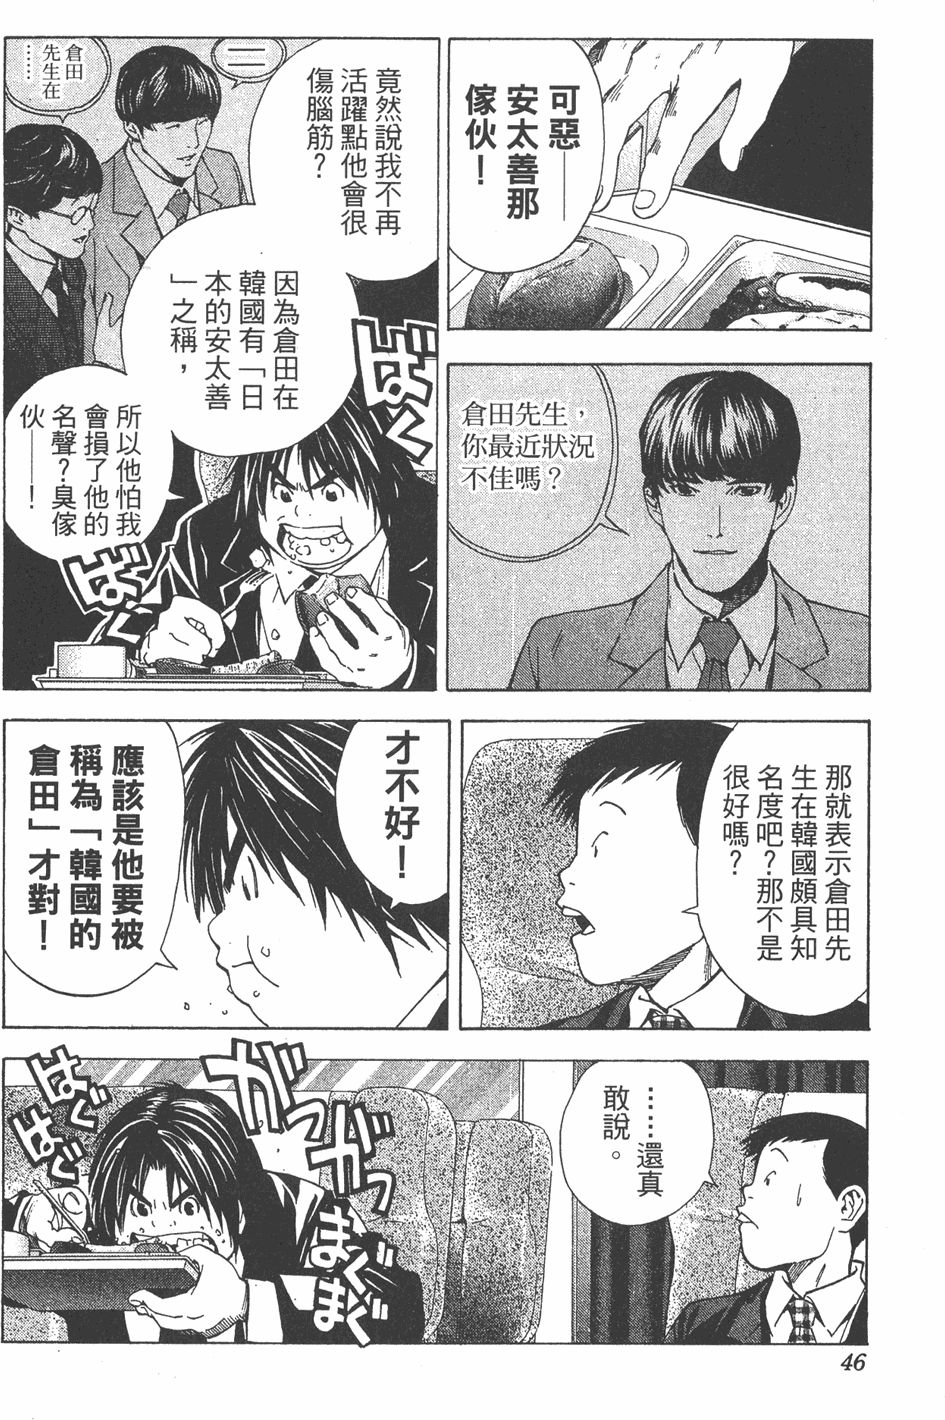 可惡——
安太善那
傢伙！
倉田先生，
你最近狀況
不佳嗎？
——
倉田
先生在
……
竟然說我不再
活躍點他會很
傷腦筋？
因為倉田在
韓國有「日
本的安太善
」之稱，
所以他怕我
會損了他的
名聲？臭傢
伙——！
ばく
ばく
那就表示倉田先
生在韓國頗具知
名度吧？那不是
很好嗎？
才不好！
應該是他要被
稱為「韓國的
倉田」才對！
……還真
敢說。
がつ
がつ
まぐ
まぐ
はぐ
はぐ
46